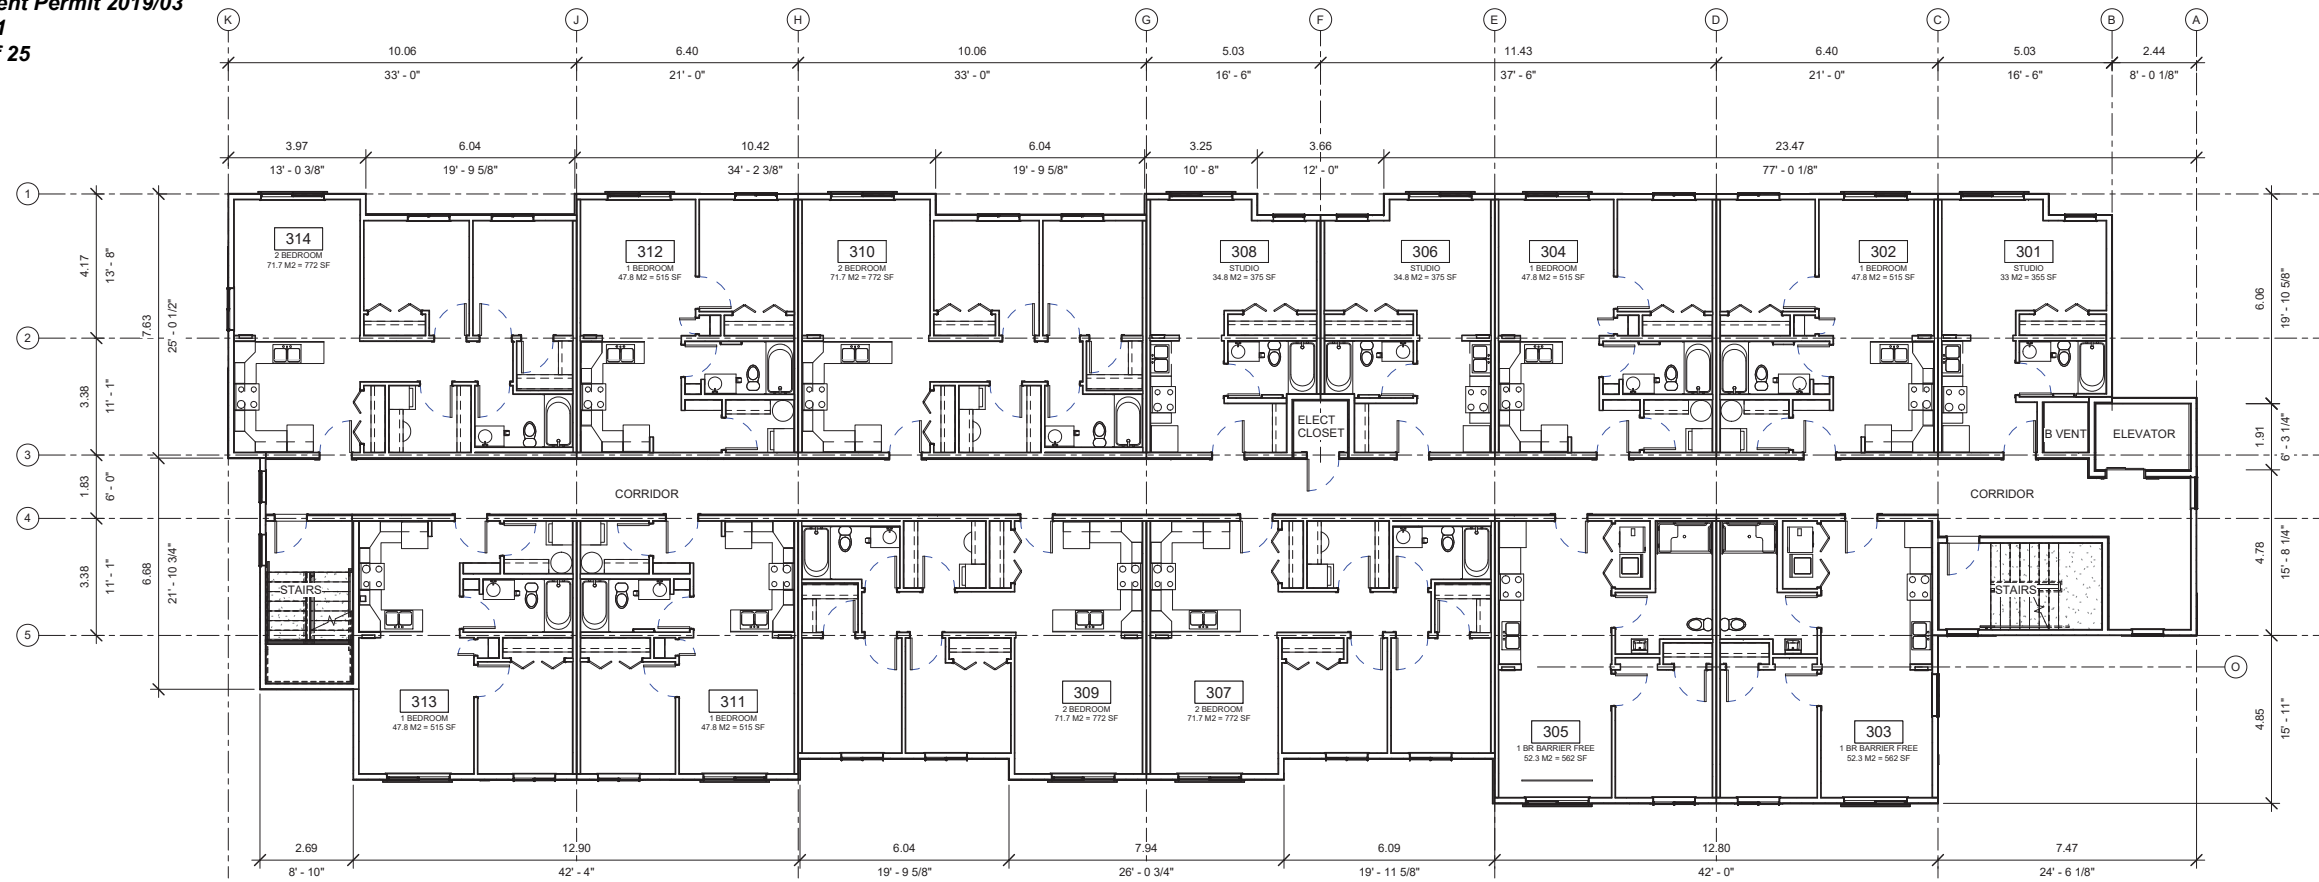 ent Permit 2019/03
25
K J H G F E D C B A
10.06 6.40 10.06 5.03 11.43 6.40 5.03 2.44
33' - 0" 21' - 0" 33' - 0" 16' - 6" 37' - 6" 21' - 0" 16' - 6" 8' - 0 1/8"
3.97 6.04 10.42 6.04 3.25 3.66 23.47
13' - 0 3/8" 19' - 9 5/8" 34' - 2 3/8" 19' - 9 5/8" 10' - 8" 12' - 0" 77' - 0 1/8"
1
2
3
4
5
O
4.17
13' - 8"
7.63
25' - 0 1/2"
3.38
11' - 1"
1.83
6' - 0"
3.38
11' - 1"
6.68
21' - 10 3/4"
314
2 BEDROOM
71.7 M2 = 772 SF
312
1 BEDROOM
47.8 M2 = 515 SF
310
2 BEDROOM
71.7 M2 = 772 SF
308
STUDIO
34.8 M2 = 375 SF
306
STUDIO
34.8 M2 = 375 SF
304
1 BEDROOM
47.8 M2 = 515 SF
302
1 BEDROOM
47.8 M2 = 515 SF
301
STUDIO
33 M2 = 355 SF
ELECT
CLOSET
B VENT
ELEVATOR
CORRIDOR
CORRIDOR
STAIRS
STAIRS
313
1 BEDROOM
47.8 M2 = 515 SF
311
1 BEDROOM
47.8 M2 = 515 SF
309
2 BEDROOM
71.7 M2 = 772 SF
307
2 BEDROOM
71.7 M2 = 772 SF
305
1 BR BARRIER FREE
52.3 M2 = 562 SF
303
1 BR BARRIER FREE
52.3 M2 = 562 SF
6.06
19' - 10 5/8"
1.91
6' - 3 1/4"
4.78
15' - 8 1/4"
4.85
15' - 11"
2.69 12.90 6.04 7.94 6.09 12.80 7.47
8' - 10" 42' - 4" 19' - 9 5/8" 26' - 0 3/4" 19' - 11 5/8" 42' - 0" 24' - 6 1/8"